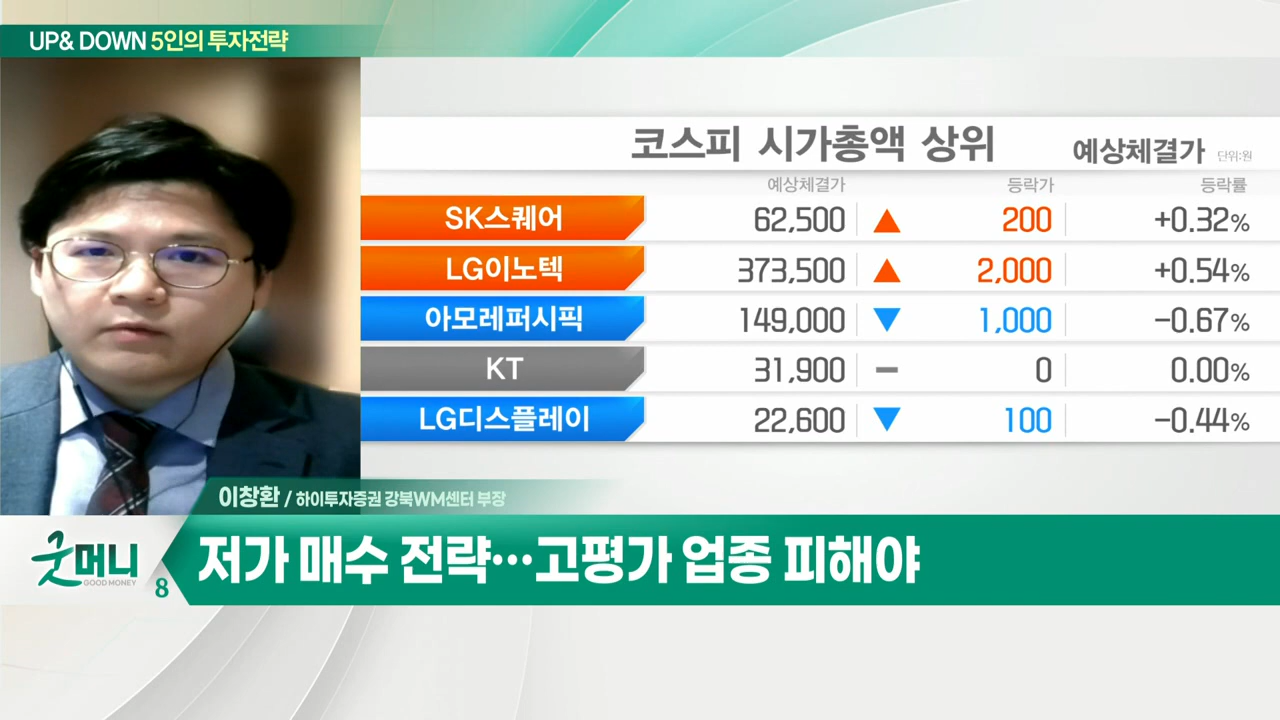 UP& DOWN 5인의 투자전략
코스피 시가총액 상위 예상체결가 단위:원
예상체결가 등락가 등락률
SK스퀘어 62,500 ▲ 200 +0.32%
LG이노텍 373,500 ▲ 2,000 +0.54%
아모레퍼시픽 149,000 ▼ 1,000 -0.67%
KT 31,900 - 0 0.00%
LG디스플레이 22,600 ▼ 100 -0.44%
이창환 / 하이투자증권 강북WM센터 부장
굿머니
GOOD MONEY
8
저가 매수 전략…고평가 업종 피해야